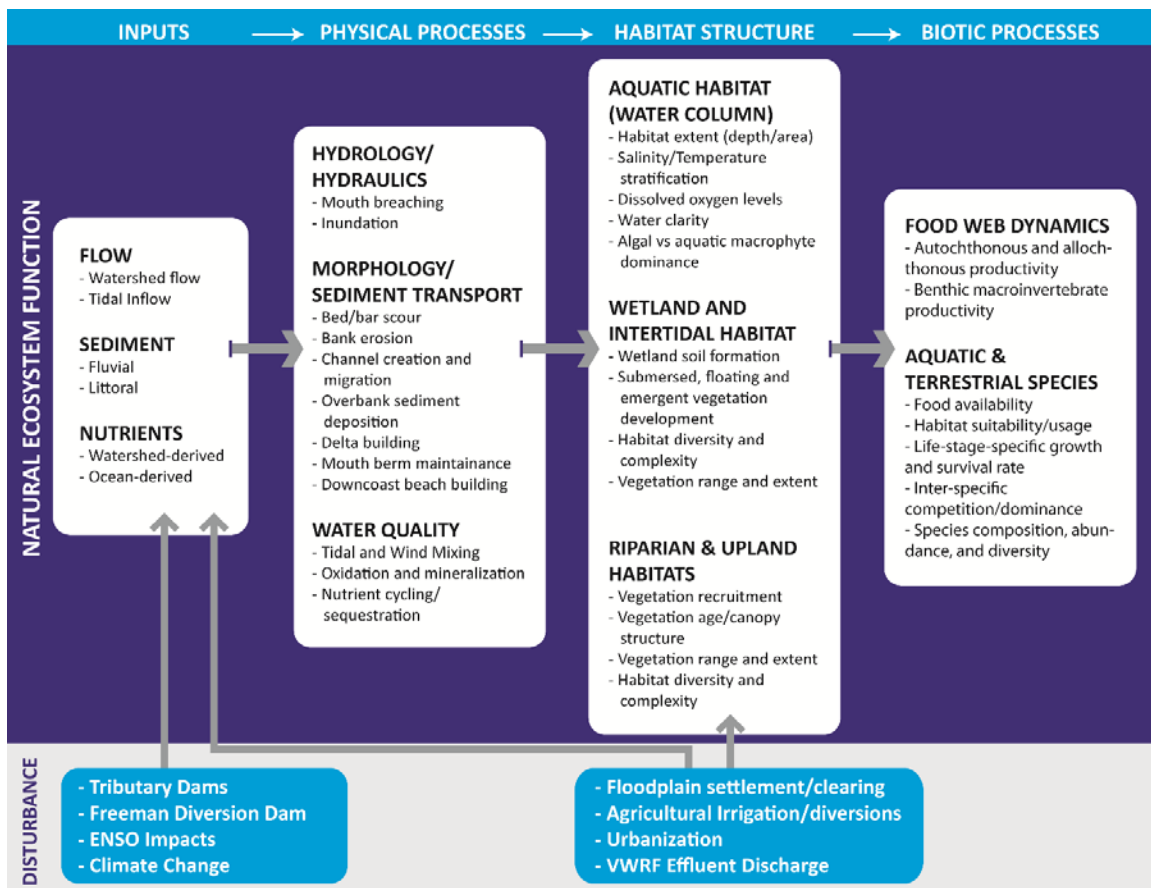 INPUTS → PHYSICAL PROCESSES → HABITAT STRUCTURE → BIOTIC PROCESSES
NATURAL ECOSYSTEM FUNCTION
FLOW
- Watershed flow
- Tidal Inflow
SEDIMENT
- Fluvial
- Littoral
NUTRIENTS
- Watershed-derived
- Ocean-derived
HYDROLOGY/
HYDRAULICS
- Mouth breaching
- Inundation
MORPHOLOGY/
SEDIMENT TRANSPORT
- Bed/bar scour
- Bank erosion
- Channel creation and
migration
- Overbank sediment
deposition
- Delta building
- Mouth berm maintainance
- Downcoast beach building
WATER QUALITY
- Tidal and Wind Mixing
- Oxidation and mineralization
- Nutrient cycling/
sequestration
AQUATIC HABITAT
(WATER COLUMN)
- Habitat extent (depth/area)
- Salinity/Temperature
stratification
- Dissolved oxygen levels
- Water clarity
- Algal vs aquatic macrophyte
dominance
WETLAND AND
INTERTIDAL HABITAT
- Wetland soil formation
- Submersed, floating and
emergent vegetation
development
- Habitat diversity and
complexity
- Vegetation range and extent
RIPARIAN & UPLAND
HABITATS
- Vegetation recruitment
- Vegetation age/canopy
structure
- Vegetation range and extent
- Habitat diversity and
complexity
FOOD WEB DYNAMICS
- Autochthonous and alloch-
thonous productivity
- Benthic macroinvertebrate
productivity
AQUATIC &
TERRESTRIAL SPECIES
- Food availability
- Habitat suitability/usage
- Life-stage-specific growth
and survival rate
- Inter-specific
competition/dominance
- Species composition, abun-
dance, and diversity
DISTURBANCE
- Tributary Dams
- Freeman Diversion Dam
- ENSO Impacts
- Climate Change
- Floodplain settlement/clearing
- Agricultural Irrigation/diversions
- Urbanization
- VWRF Effluent Discharge